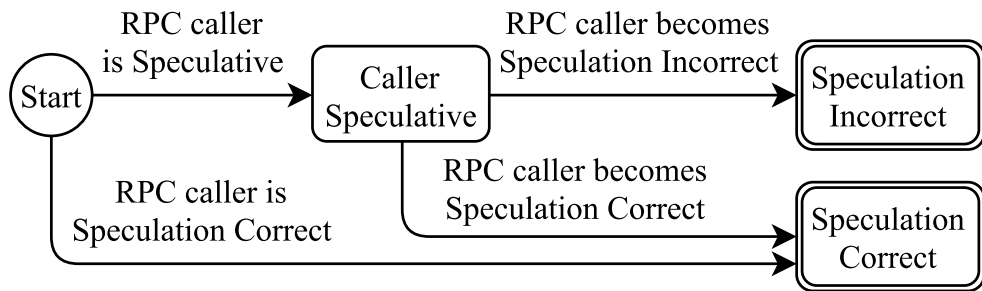 RPC caller
is Speculative
RPC caller becomes
Speculation Incorrect
Start
Caller
Speculative
Speculation
Incorrect
RPC caller is
Speculation Correct
RPC caller becomes
Speculation Correct
Speculation
Correct